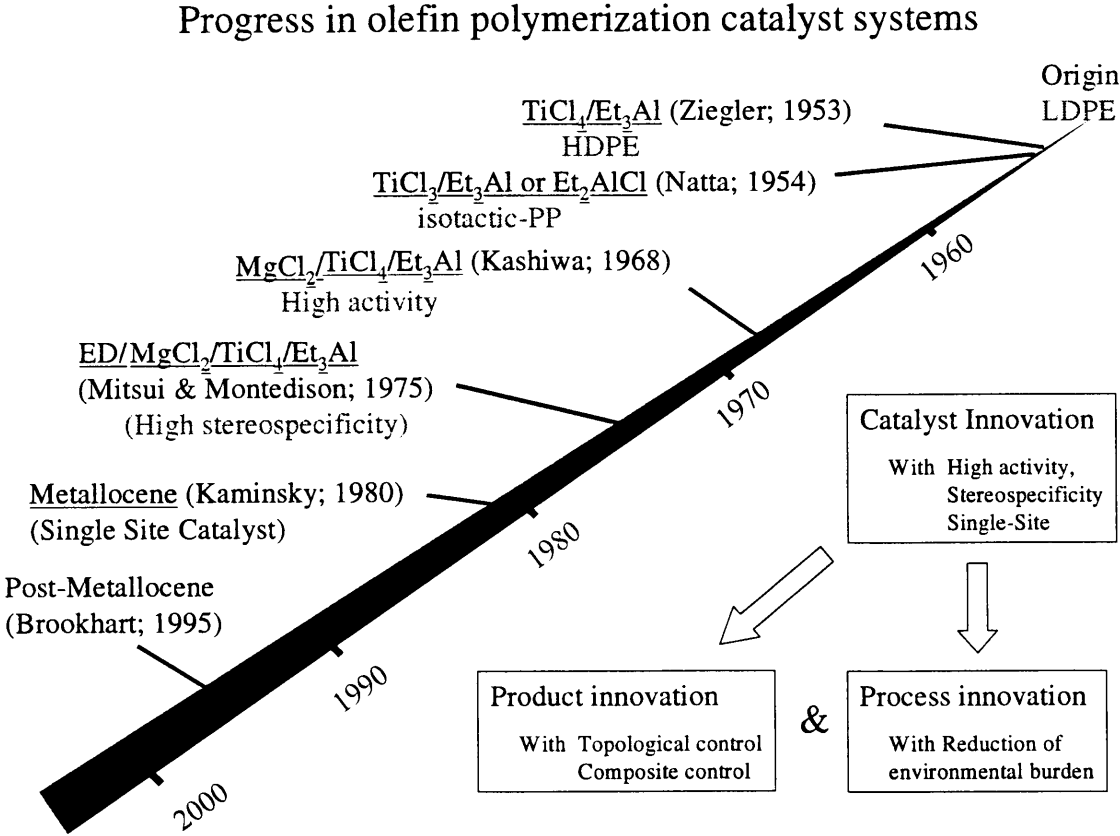 Progress in olefin polymerization catalyst systems
Origin
LDPE
TiCl₄/Et₃Al (Ziegler; 1953)
HDPE
TiCl₃/Et₃Al or Et₂AlCl (Natta; 1954)
isotactic-PP
MgCl₂/TiCl₄/Et₃Al (Kashiwa; 1968)
High activity
ED/MgCl₂/TiCl₄/Et₃Al
(Mitsui & Montedison; 1975)
(High stereospecificity)
Metallocene (Kaminsky; 1980)
(Single Site Catalyst)
Post-Metallocene
(Brookhart; 1995)
1960
1970
1980
1990
2000
Catalyst Innovation
With High activity,
Stereospecificity
Single-Site
Product innovation
With Topological control
Composite control
&
Process innovation
With Reduction of
environmental burden